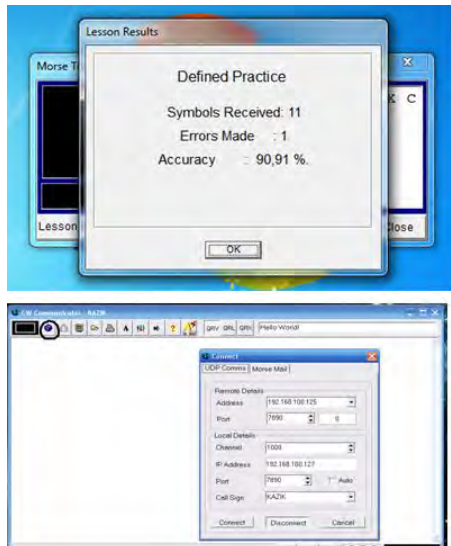 Lesson Results
Morse T
Defined Practice
K C
Symbols Received: 11
Errors Made : 1
Accuracy : 90,91 %.
Lesson
Close
OK
CW Communicator - KAZIK
A ? QRV QRL QRX Hello World!
Connect
UDP Comms Morse Mail
Remote Details
Address 192.168.100.125
Port 7890 0
Local Details
Channel 1000
IP Address 192.168.100.127
Port 7890 Auto
Call Sign KAZIK
Connect Disconnect Cancel